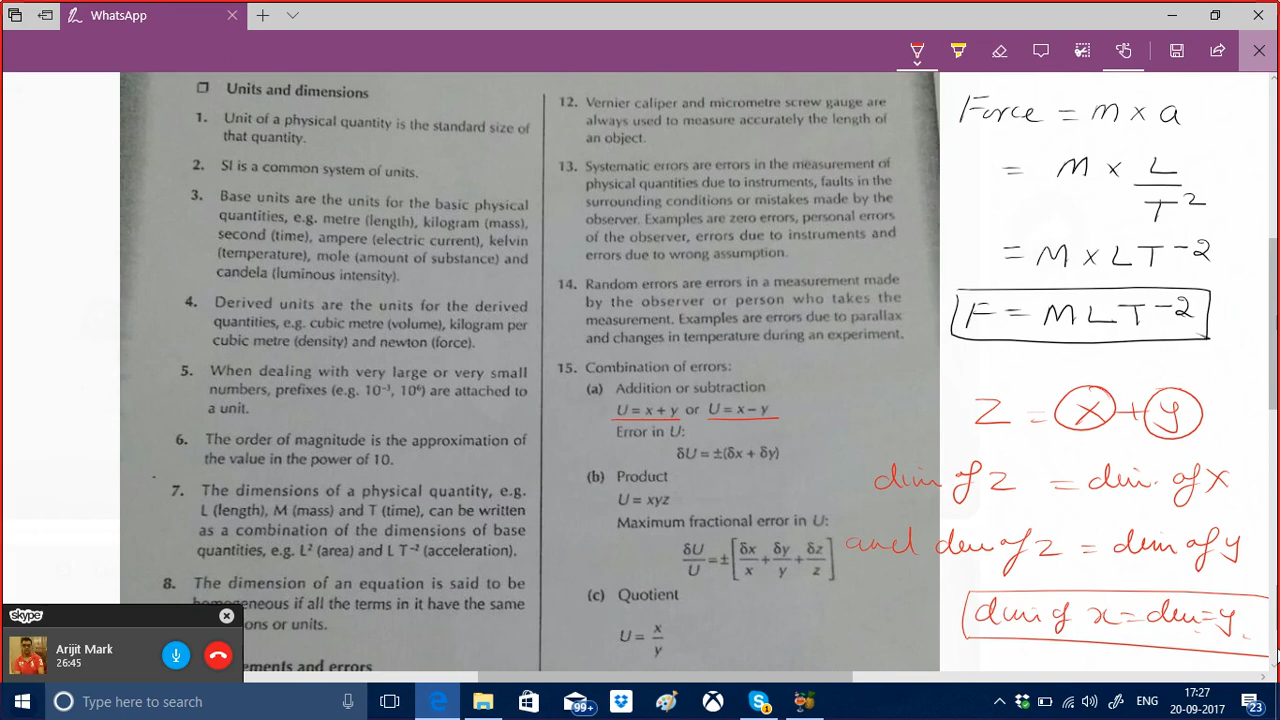 WhatsApp
Units and dimensions
1. Unit of a physical quantity is the standard size of
that quantity.
2. SI is a common system of units.
3. Base units are the units for the basic physical
quantities, e.g. metre (length), kilogram (mass),
second (time), ampere (electric current), kelvin
(temperature), mole (amount of substance) and
candela (luminous intensity).
4. Derived units are the units for the derived
quantities, e.g. cubic metre (volume), kilogram per
cubic metre (density) and newton (force).
5. When dealing with very large or very small
numbers, prefixes (e.g. 10⁻³, 10⁶) are attached to
a unit.
6. The order of magnitude is the approximation of
the value in the power of 10.
7. The dimensions of a physical quantity, e.g.
L (length), M (mass) and T (time), can be written
as a combination of the dimensions of base
quantities, e.g. L² (area) and L T⁻² (acceleration).
8. The dimension of an equation is said to be
homogeneous if all the terms in it have the same
ons or units.
ements and errors
12. Vernier caliper and micrometre screw gauge are
always used to measure accurately the length of
an object.
13. Systematic errors are errors in the measurement of
physical quantities due to instruments, faults in the
surrounding conditions or mistakes made by the
observer. Examples are zero errors, personal errors
of the observer, errors due to instruments and
errors due to wrong assumption.
14. Random errors are errors in a measurement made
by the observer or person who takes the
measurement. Examples are errors due to parallax
and changes in temperature during an experiment.
15. Combination of errors:
(a) Addition or subtraction
U = x + y or U = x – y
Error in U:
δU = ±(δx + δy)
(b) Product
U = xyz
Maximum fractional error in U:
δU/U = ±[δx/x + δy/y + δz/z]
(c) Quotient
U = x/y
Force = m × a
= M × L/T²
= M × LT⁻²
F = MLT⁻²
Z = x + y
dim of Z = dim. of x
and dim of Z = dim of y
dim of x = dim = y.
skype
Arijit Mark
26:45
Type here to search
99+
1
ENG
17:27
20-09-2017
23